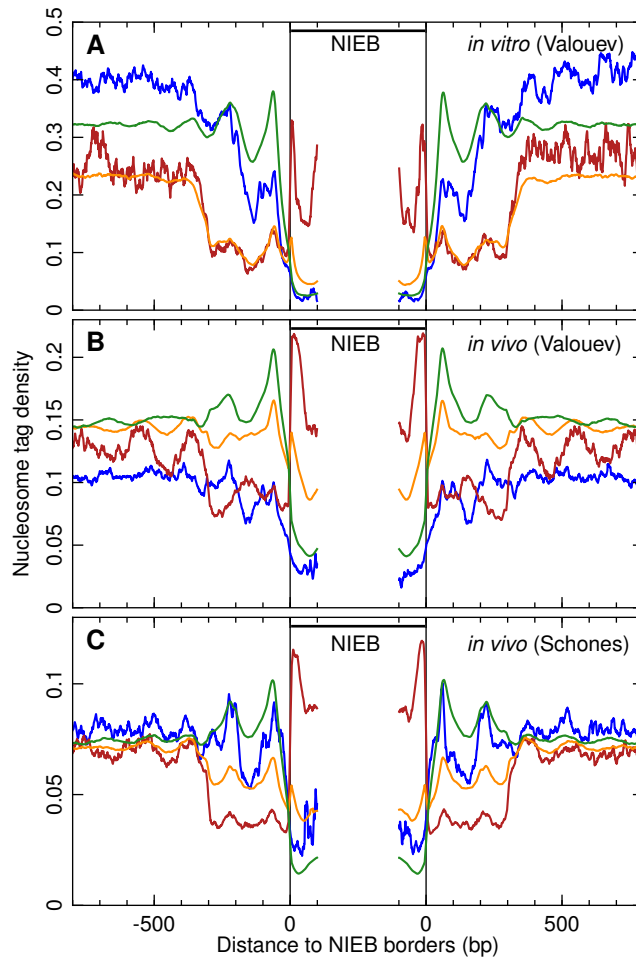 0.5
A
NIEB
in vitro (Valouev)
0.4
0.3
0.2
0.1
0
B
NIEB
in vivo (Valouev)
0.2
0.15
0.1
0.05
0
Nucleosome tag density
C
NIEB
in vivo (Schones)
0.1
0.05
0
-500 0 0 500
Distance to NIEB borders (bp)